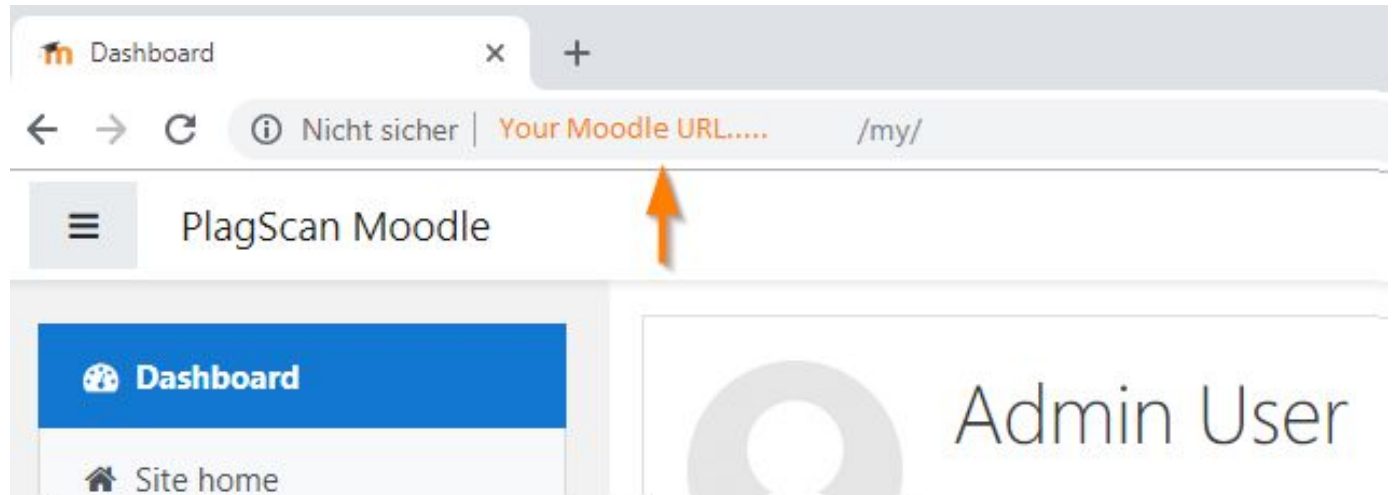 Dashboard
Nicht sicher | Your Moodle URL..... /my/
PlagScan Moodle
Dashboard
Admin User
Site home